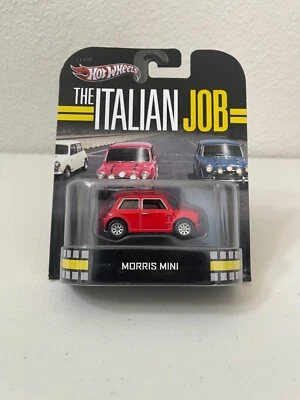 HOT WHEELS
THE ITALIAN JOB
MORRIS MINI